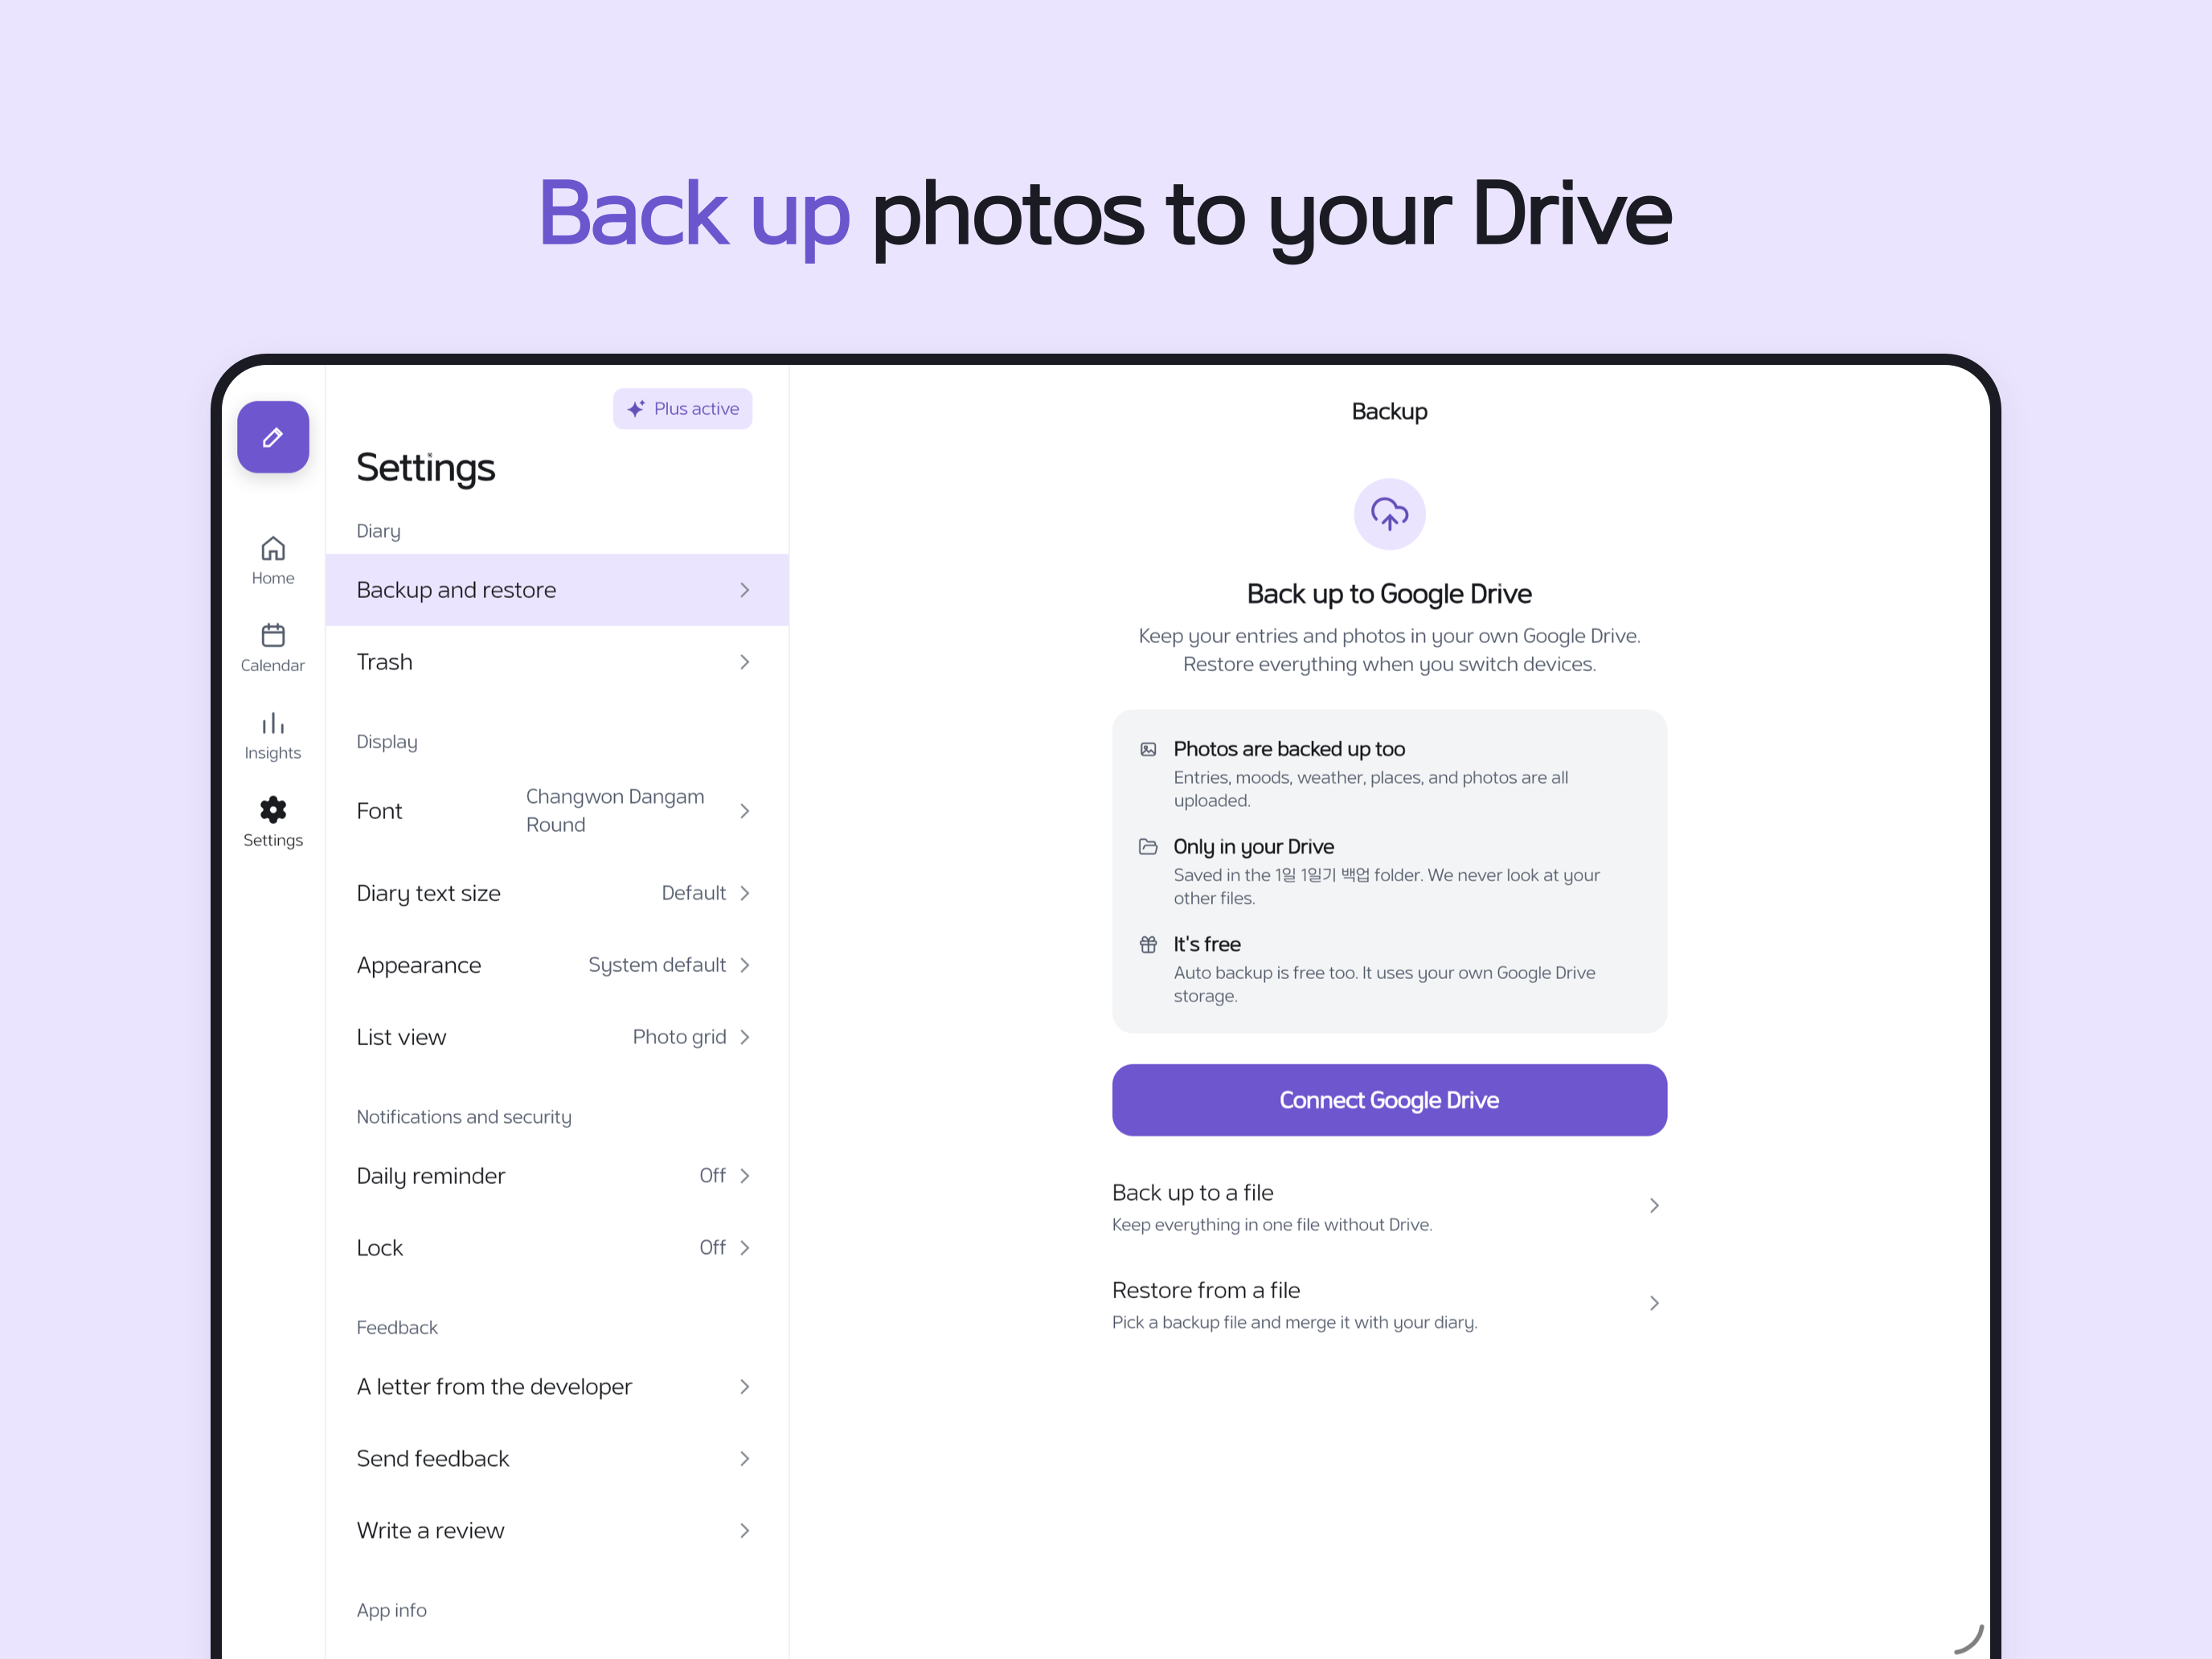 Back up photos to your Drive
Plus active
Settings
Home
Calendar
Insights
Settings
Diary
Backup and restore
Trash
Display
Font
Changwon Dangam
Round
Diary text size
Default
Appearance
System default
List view
Photo grid
Notifications and security
Daily reminder
Off
Lock
Off
Feedback
A letter from the developer
Send feedback
Write a review
App info
Backup
Back up to Google Drive
Keep your entries and photos in your own Google Drive.
Restore everything when you switch devices.
Photos are backed up too
Entries, moods, weather, places, and photos are all
uploaded.
Only in your Drive
Saved in the 1일 1일기 백업 folder. We never look at your
other files.
It's free
Auto backup is free too. It uses your own Google Drive
storage.
Connect Google Drive
Back up to a file
Keep everything in one file without Drive.
Restore from a file
Pick a backup file and merge it with your diary.